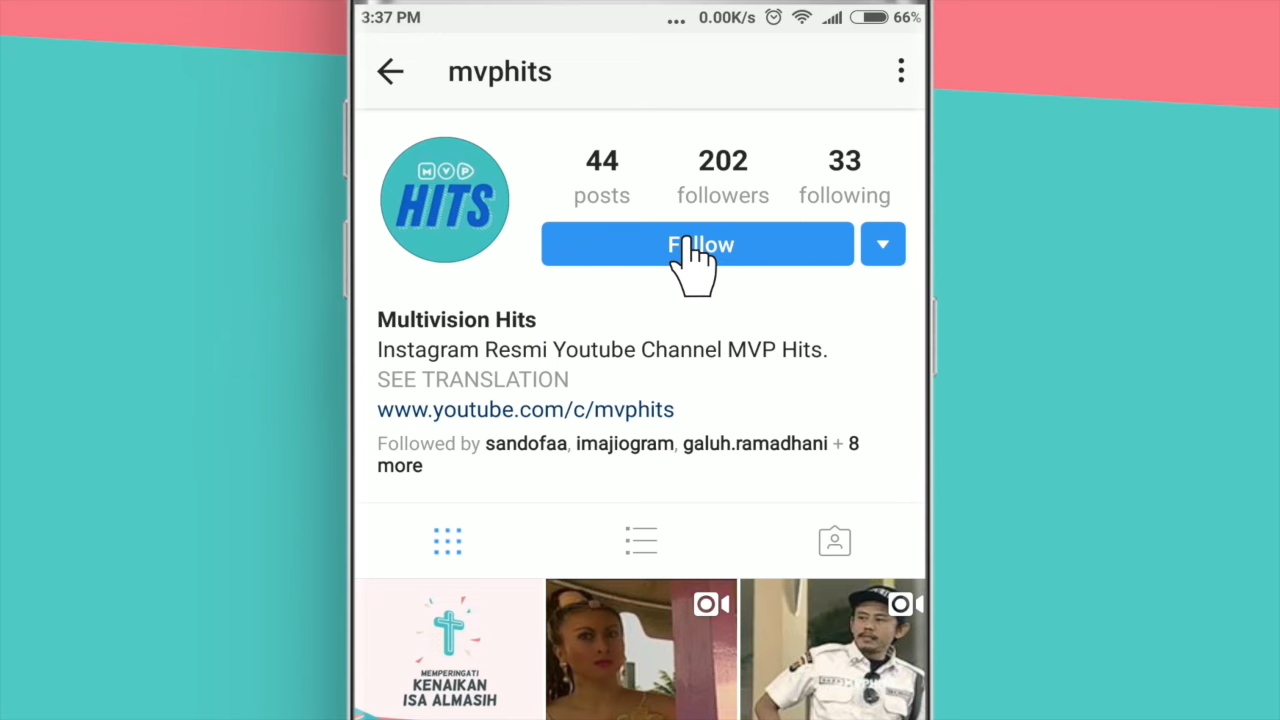 3:37 PM
... 0.00K/s 66%
mvphits
MVP
HITS
44 202 33
posts followers following
Follow
Multivision Hits
Instagram Resmi Youtube Channel MVP Hits.
SEE TRANSLATION
www.youtube.com/c/mvphits
Followed by sandofaa, imajiogram, galuh.ramadhani + 8
more
MEMPERINGATI
KENAIKAN
ISA ALMASIH